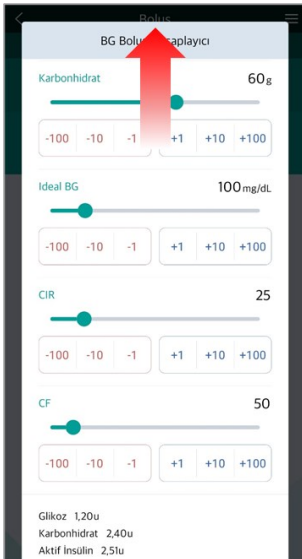 Bolus
BG Bolus
Karbonhidrat 60g
-100 -10 -1 +1 +10 +100
Ideal BG 100 mg/dL
-100 -10 -1 +1 +10 +100
CIR 25
-100 -10 -1 +1 +10 +100
CF 50
-100 -10 -1 +1 +10 +100
Glikoz 1,20u
Karbonhidrat 2,40u
Aktif İnsülin 2,51u